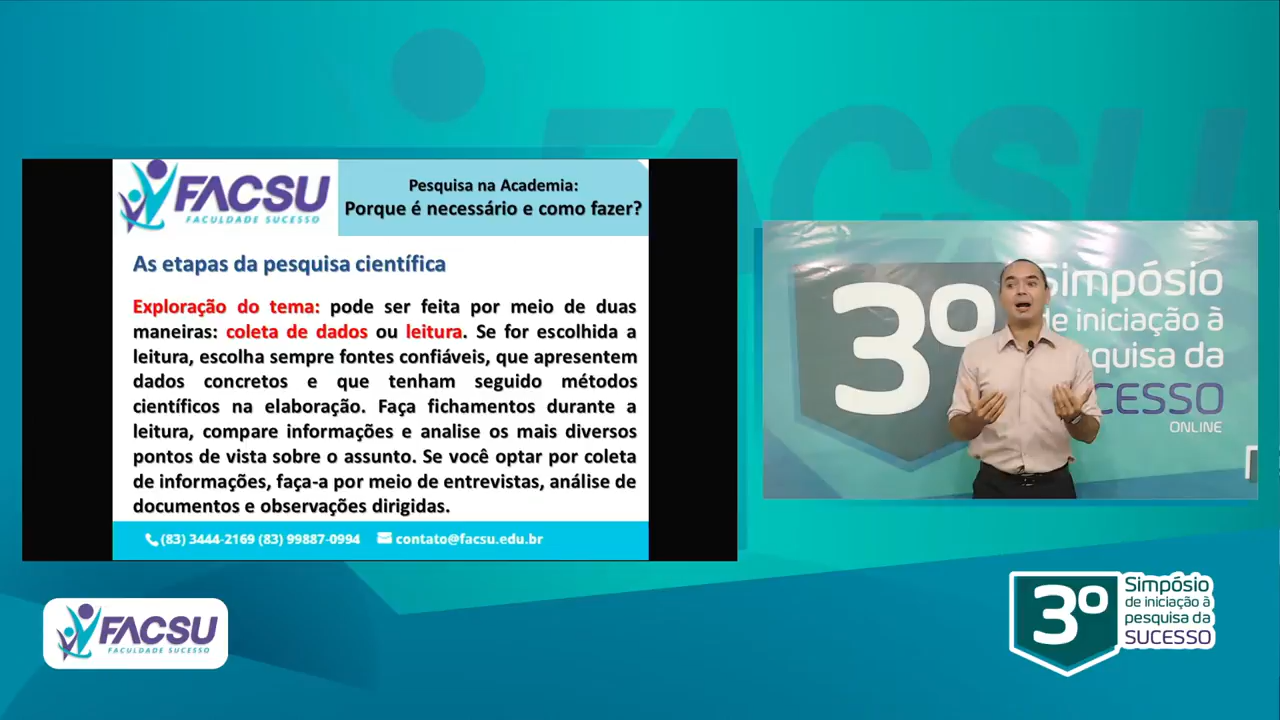 FACSU
FACULDADE SUCESSO
Pesquisa na Academia:
Porque é necessário e como fazer?
As etapas da pesquisa científica
Exploração do tema: pode ser feita por meio de duas
maneiras: coleta de dados ou leitura. Se for escolhida a
leitura, escolha sempre fontes confiáveis, que apresentem
dados concretos e que tenham seguido métodos
científicos na elaboração. Faça fichamentos durante a
leitura, compare informações e analise os mais diversos
pontos de vista sobre o assunto. Se você optar por coleta
de informações, faça-a por meio de entrevistas, análise de
documentos e observações dirigidas.
(83) 3444-2169 (83) 99887-0994 contato@facsu.edu.br
FACSU
3º
Simpósio
de iniciação à
quisa da
CESSO
ONLINE
FACSU
FACULDADE SUCESSO
3º
Simpósio
de iniciação à
pesquisa da
SUCESSO